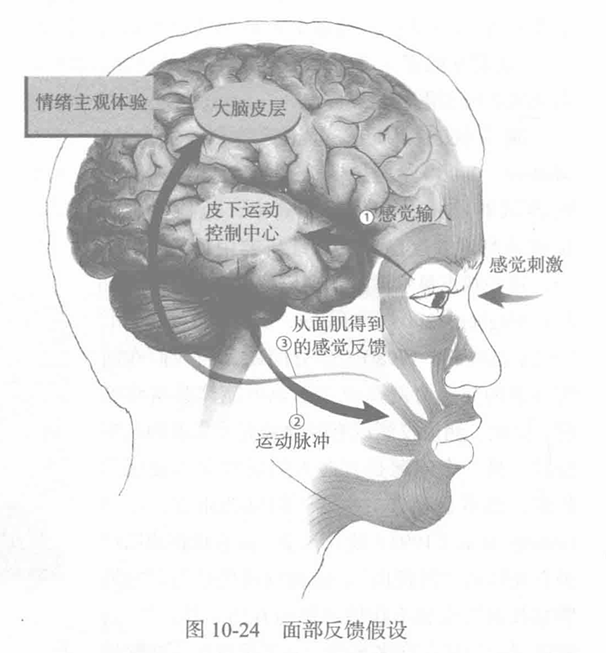 情绪主观体验
大脑皮层
皮下运动
控制中心
①感觉输入
感觉刺激
从面肌得到
③的感觉反馈
②
运动脉冲
图 10-24 面部反馈假设